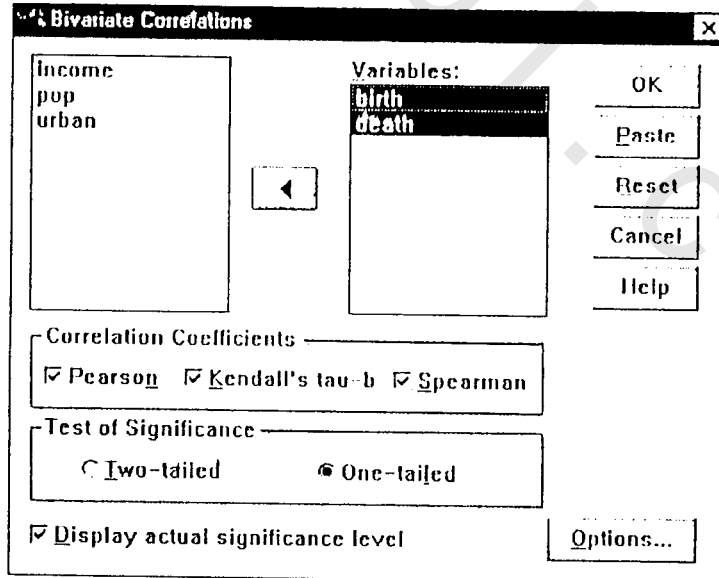 Bivariate Correlations
income
pop
urban
Variables:
birth
death
OK
Paste
Reset
Cancel
Help
Correlation Coefficients
Pearson Kendall's tau-b Spearman
Test of Significance
Two-tailed One-tailed
Display actual significance level
Options...